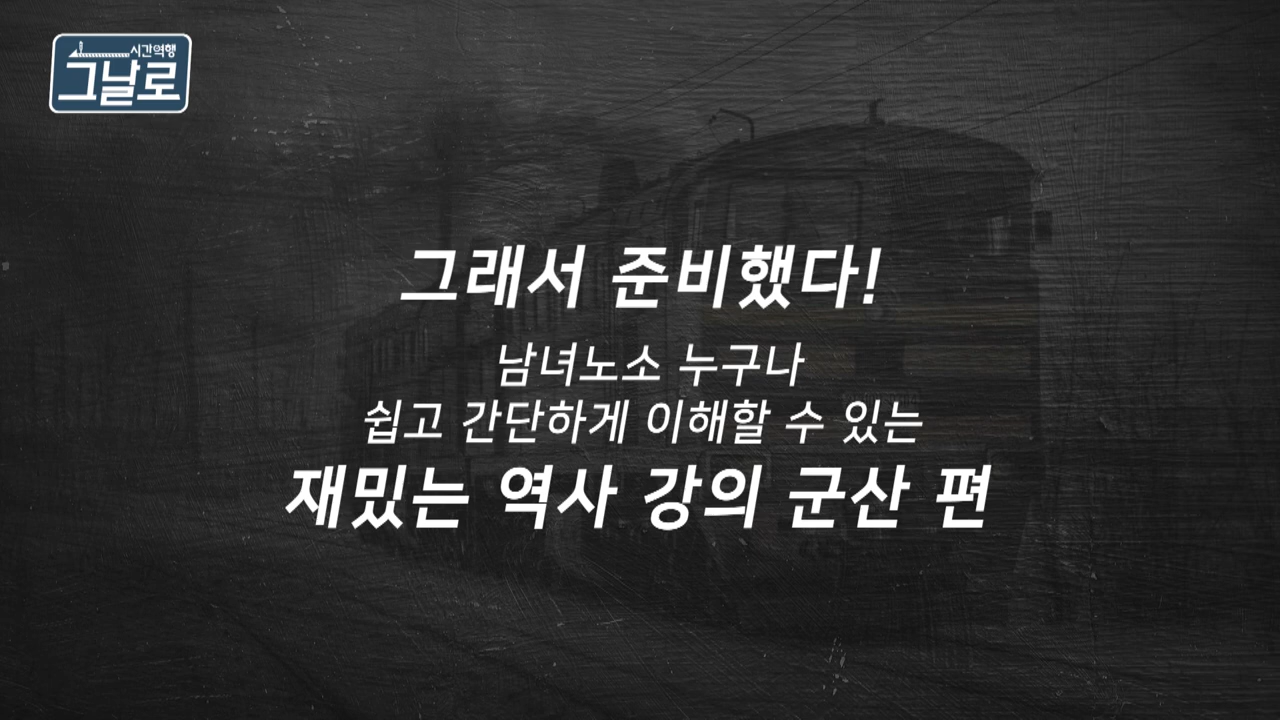 시간역행
그날로
그래서 준비했다!
남녀노소 누구나
쉽고 간단하게 이해할 수 있는
재밌는 역사 강의 군산 편